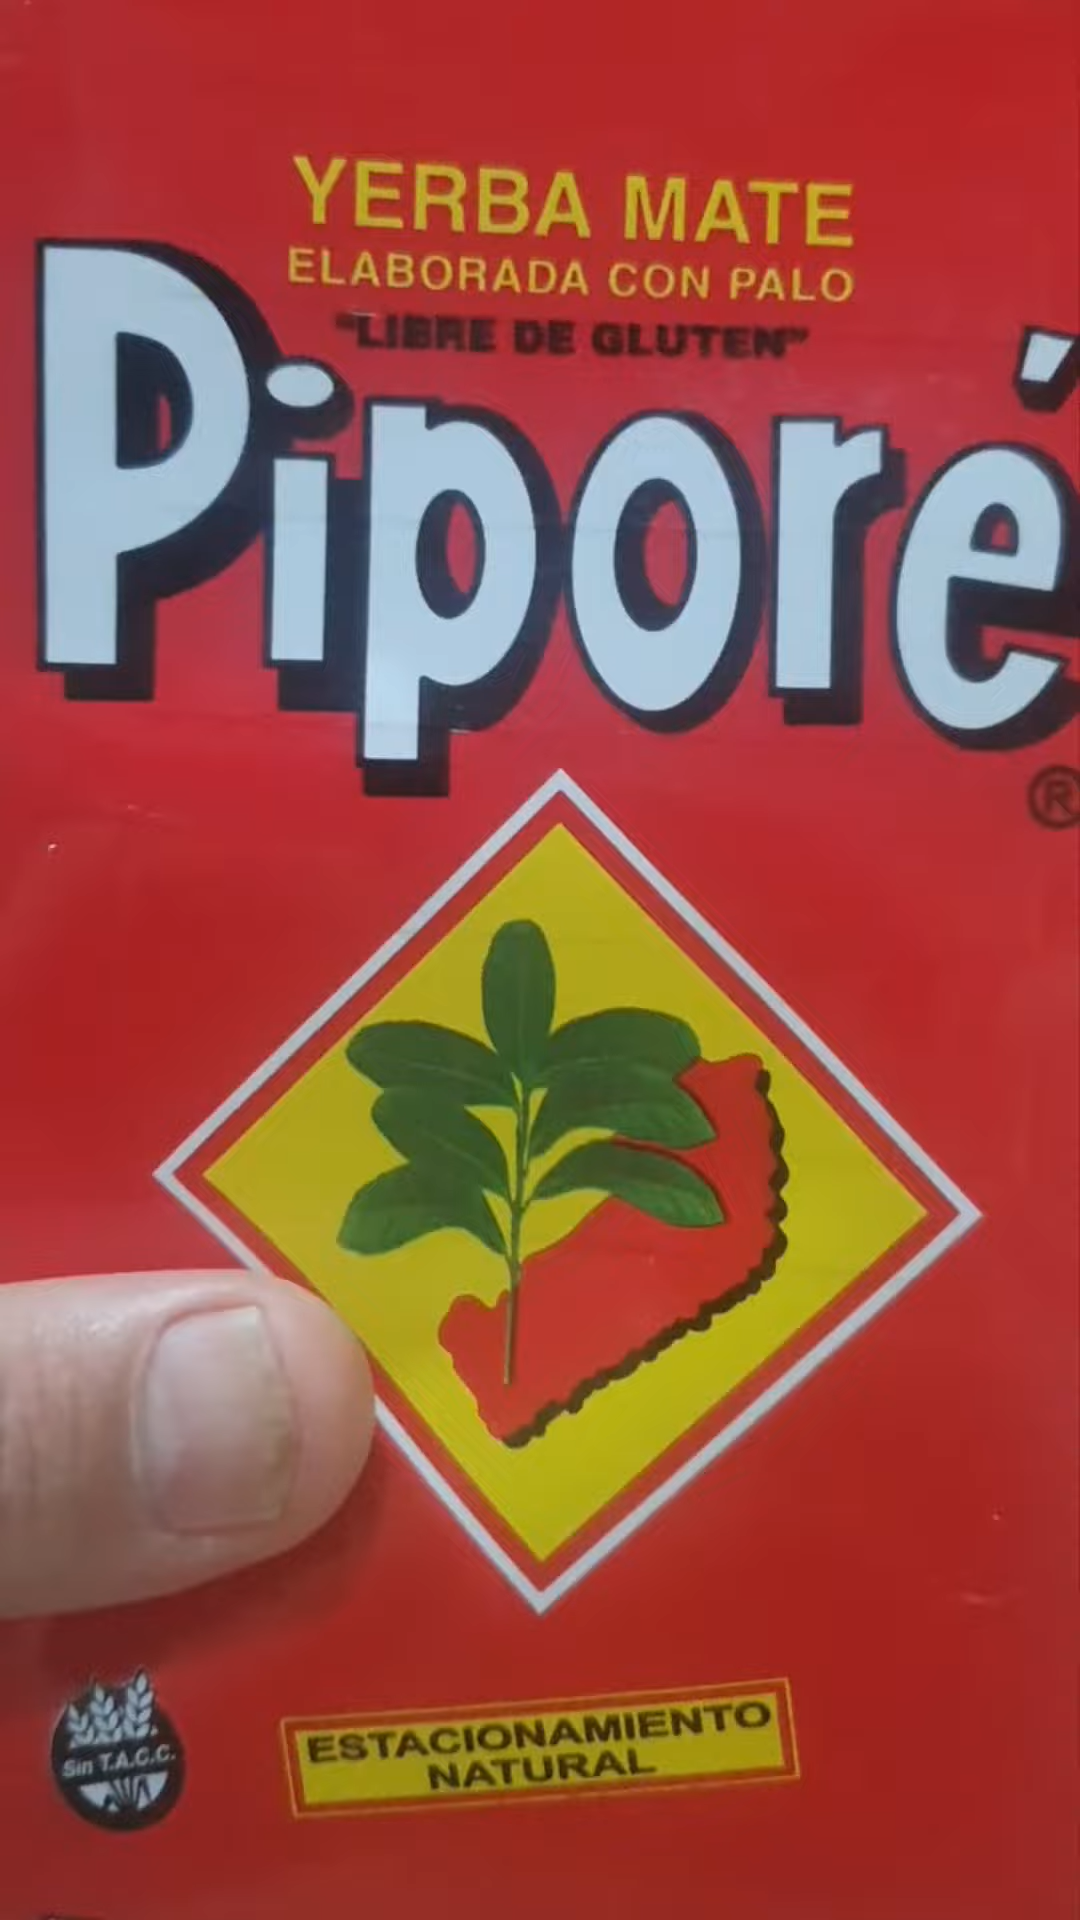 YERBA MATE
ELABORADA CON PALO
"LIBRE DE GLUTEN"
Piporé
®
Sin T.A.C.C.
ESTACIONAMIENTO
NATURAL